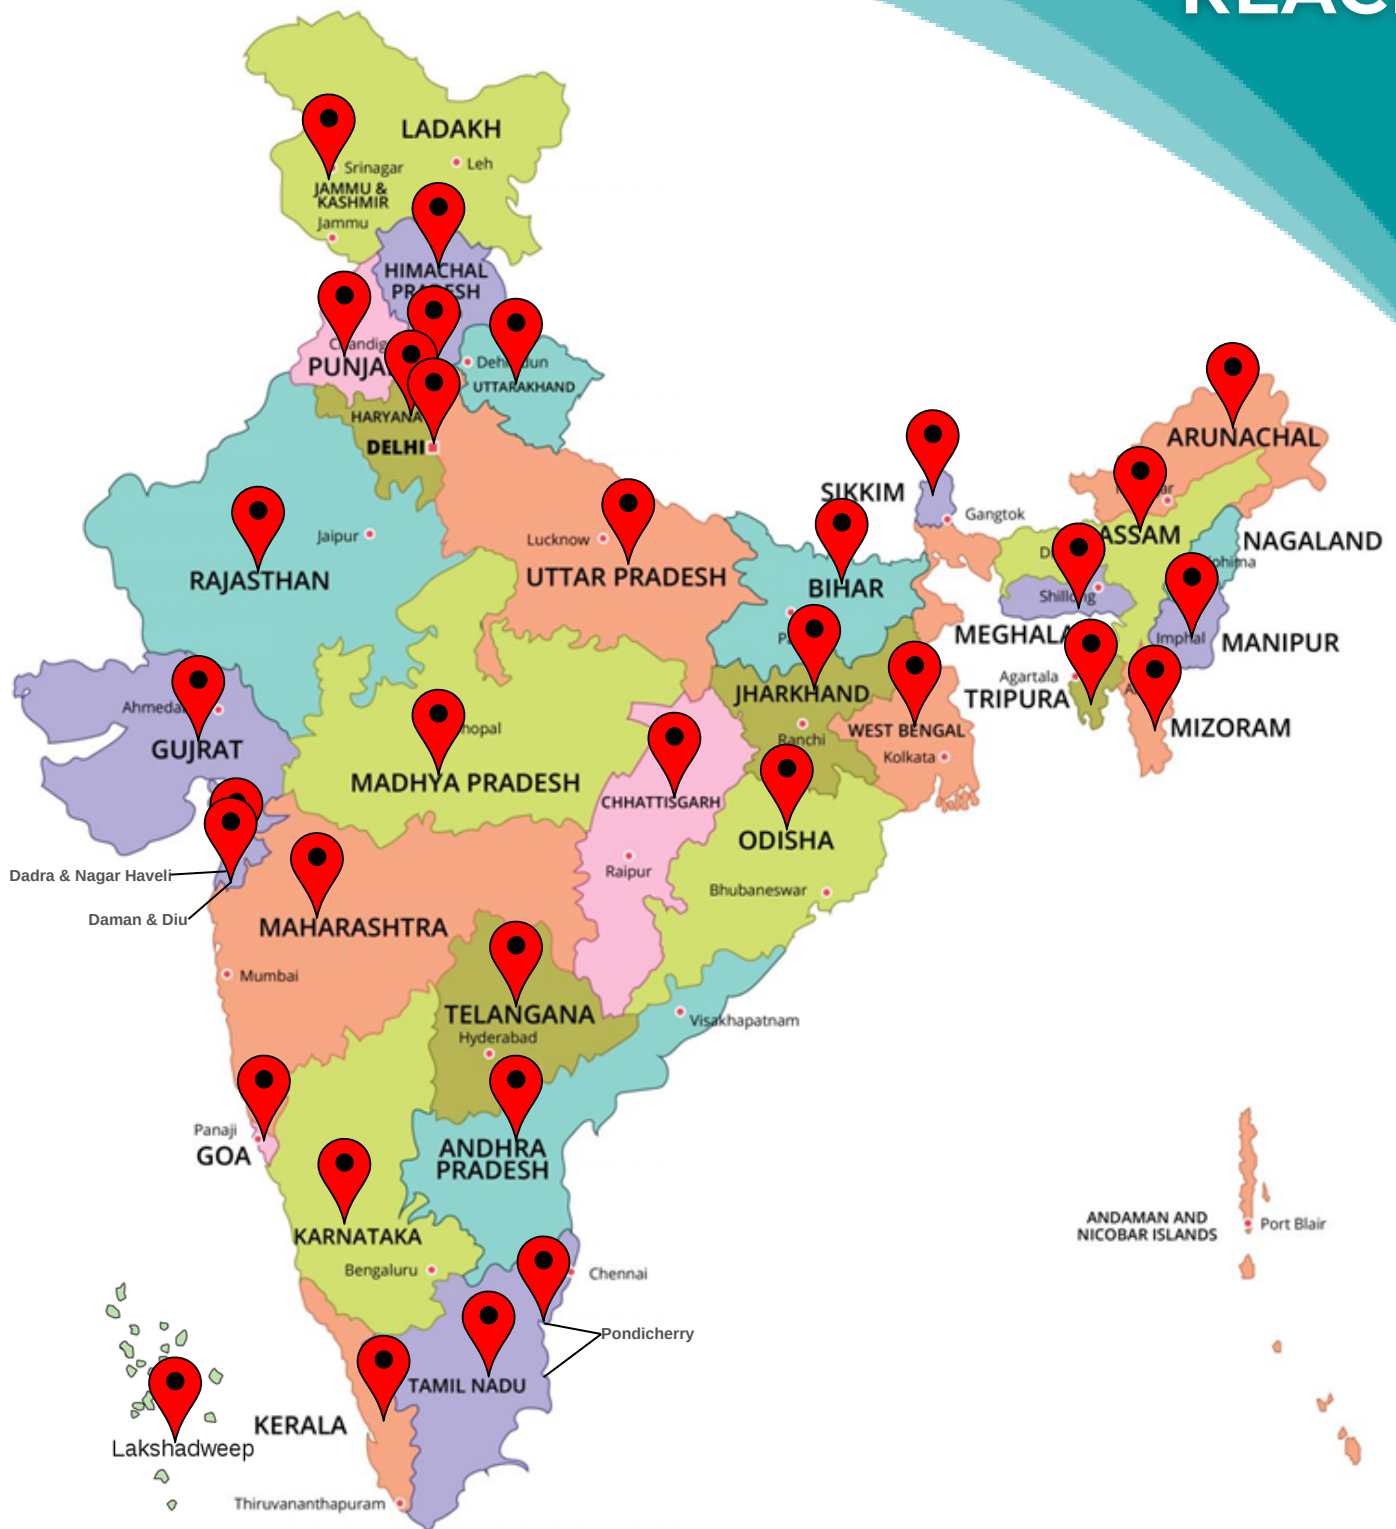 LADAKH
Srinagar
Leh
JAMMU &
KASHMIR
Jammu
HIMACHAL
PRADESH
PUNJA
UTTARAKHAND
HARYANA
DELHI
SIKKIM
Gangtok
ARUNACHAL
ASSAM
NAGALAND
Jaipur
RAJASTHAN
Lucknow
UTTAR PRADESH
BIHAR
Shillong
MEGHALA
Imphal
MANIPUR
Agartala
TRIPURA
MIZORAM
JHARKHAND
Ranchi
WEST BENGAL
Kolkata
GUJRAT
MADHYA PRADESH
CHHATTISGARH
Raipur
ODISHA
Bhubaneswar
Dadra & Nagar Haveli
Daman & Diu
MAHARASHTRA
Mumbai
TELANGANA
Hyderabad
Visakhapatnam
Panaji
GOA
ANDHRA
PRADESH
KARNATAKA
Bengaluru
Chennai
Pondicherry
TAMIL NADU
KERALA
Lakshadweep
Thiruvananthapuram
ANDAMAN AND
NICOBAR ISLANDS
Port Blair